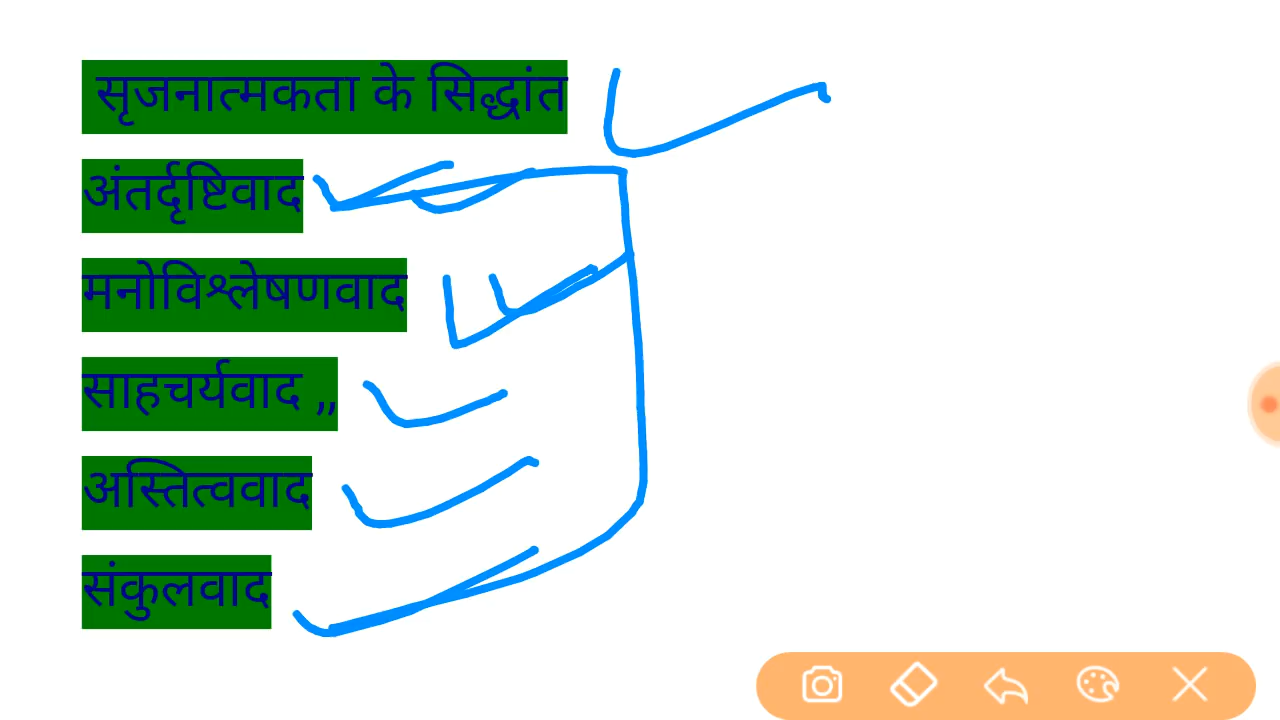 सृजनात्मकता के सिद्धांत
अंतर्दृष्टिवाद
मनोविश्लेषणवाद
साहचर्यवाद ,,
अस्तित्ववाद
संकुलवाद